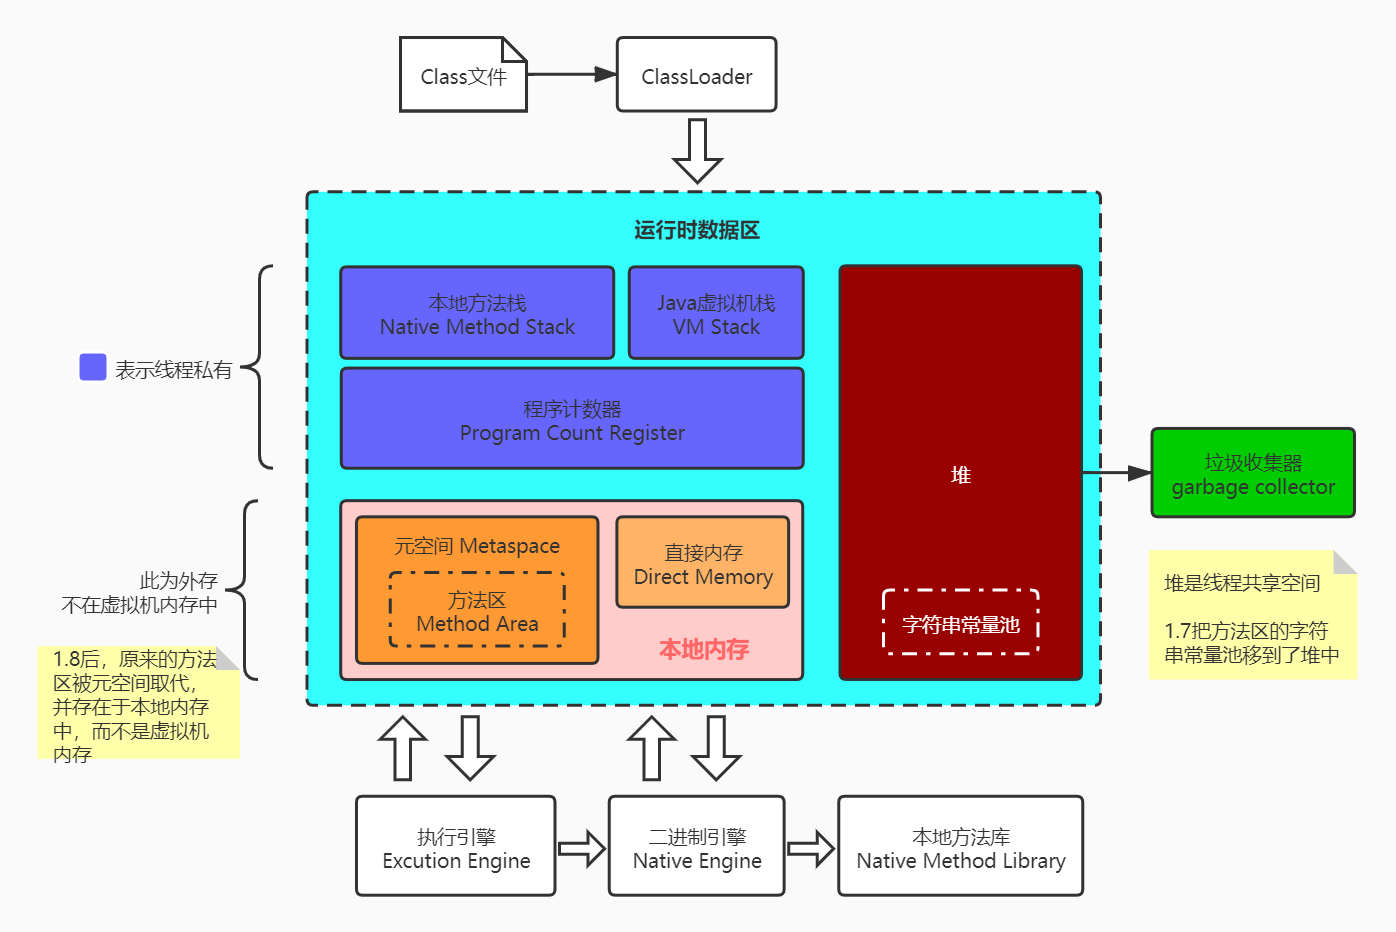 Class文件
ClassLoader
运行时数据区
本地方法栈
Native Method Stack
Java虚拟机栈
VM Stack
表示线程私有
程序计数器
Program Count Register
堆
垃圾收集器
garbage collector
元空间 Metaspace
方法区
Method Area
直接内存
Direct Memory
本地内存
字符串常量池
此为外存
不在虚拟机内存中
1.8后，原来的方法
区被元空间取代，
并存在于本地内存
中，而不是虚拟机
内存
堆是线程共享空间
1.7把方法区的字符
串常量池移到了堆中
执行引擎
Excution Engine
二进制引擎
Native Engine
本地方法库
Native Method Library